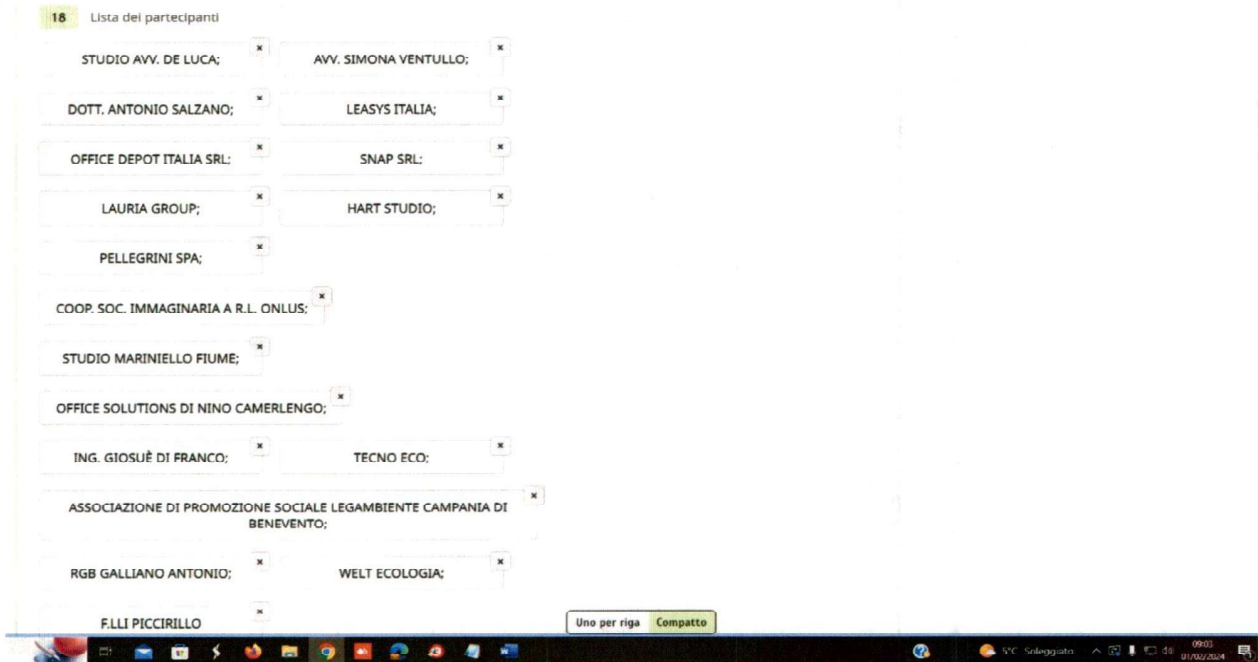 18 Lista dei partecipanti
STUDIO AVV. DE LUCA;
AVV. SIMONA VENTULLO;
DOTT. ANTONIO SALZANO;
LEASYS ITALIA;
OFFICE DEPOT ITALIA SRL;
SNAP SRL;
LAURIA GROUP;
HART STUDIO;
PELLEGRINI SPA;
COOP. SOC. IMMAGINARIA A R.L. ONLUS;
STUDIO MARINIELLO FIUME;
OFFICE SOLUTIONS DI NINO CAMERLENGO;
ING. GIOSUÈ DI FRANCO;
TECNO ECO;
ASSOCIAZIONE DI PROMOZIONE SOCIALE LEGAMBIENTE CAMPANIA DI
BENEVENTO;
RGB GALLIANO ANTONIO;
WELT ECOLOGIA;
F.LLI PICCIRILLO
Uno per riga Compatto
5°C Soleggiato
09:03
01/02/2024